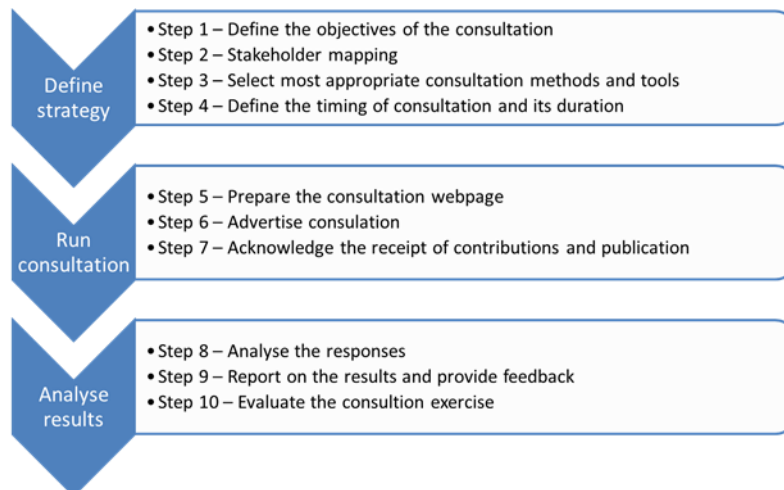 Define
strategy
• Step 1 – Define the objectives of the consultation
• Step 2 – Stakeholder mapping
• Step 3 – Select most appropriate consultation methods and tools
• Step 4 – Define the timing of consultation and its duration
Run
consultation
• Step 5 – Prepare the consultation webpage
• Step 6 – Advertise consulation
• Step 7 – Acknowledge the receipt of contributions and publication
Analyse
results
• Step 8 – Analyse the responses
• Step 9 – Report on the results and provide feedback
• Step 10 – Evaluate the consultion exercise